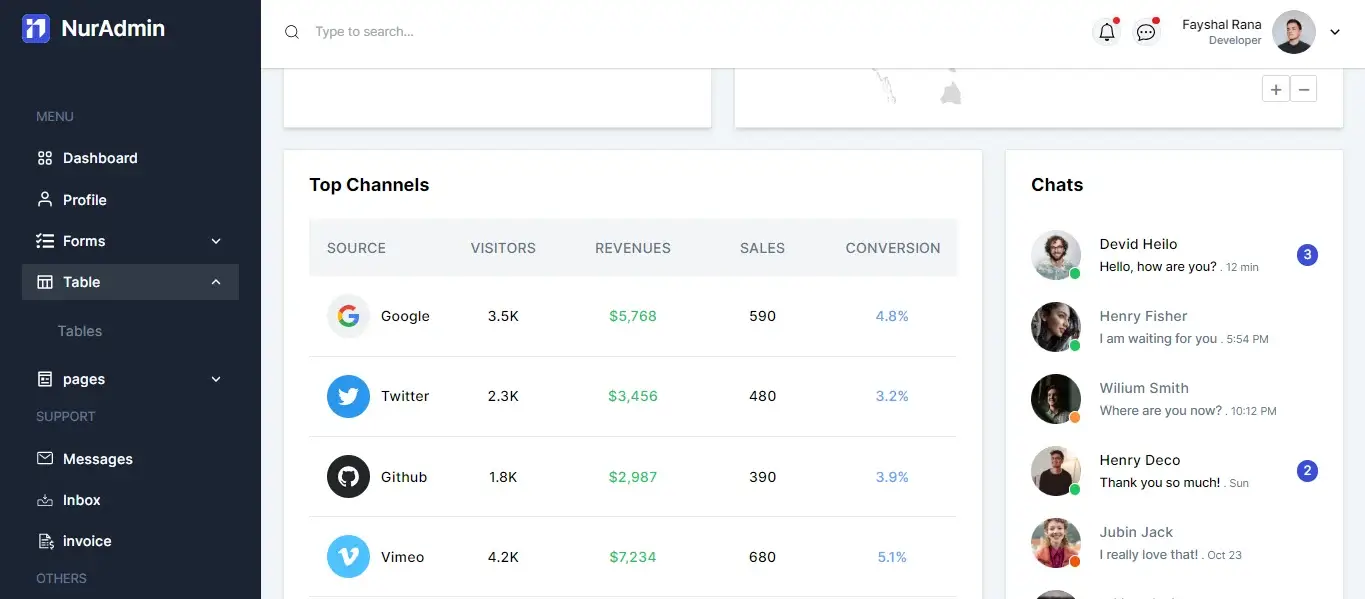 NurAdmin
Type to search...
Fayshal Rana
Developer
MENU
Dashboard
Profile
Forms
Table
Tables
pages
SUPPORT
Messages
Inbox
invoice
OTHERS
+ −
Top Channels
SOURCE VISITORS REVENUES SALES CONVERSION
Google 3.5K $5,768 590 4.8%
Twitter 2.3K $3,456 480 3.2%
Github 1.8K $2,987 390 3.9%
Vimeo 4.2K $7,234 680 5.1%
Chats
Devid Heilo
Hello, how are you? . 12 min
3
Henry Fisher
I am waiting for you . 5:54 PM
Wilium Smith
Where are you now? . 10:12 PM
Henry Deco
Thank you so much! . Sun
2
Jubin Jack
I really love that! . Oct 23